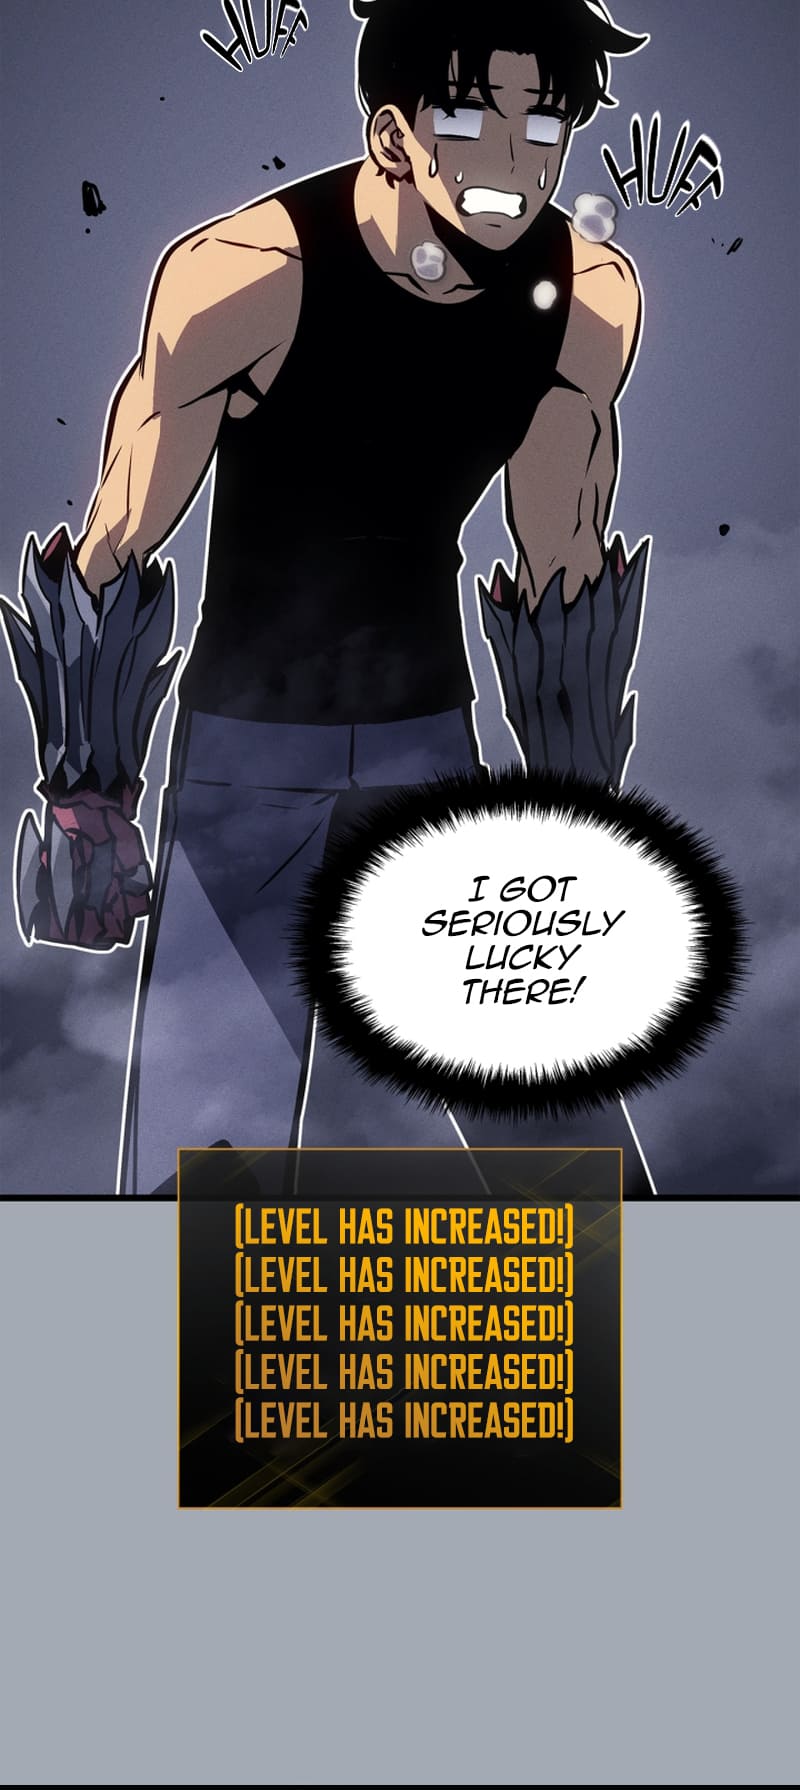 HUFF
HUFF
I GOT
SERIOUSLY
LUCKY
THERE!
(LEVEL HAS INCREASED!)
(LEVEL HAS INCREASED!)
(LEVEL HAS INCREASED!)
(LEVEL HAS INCREASED!)
(LEVEL HAS INCREASED!)